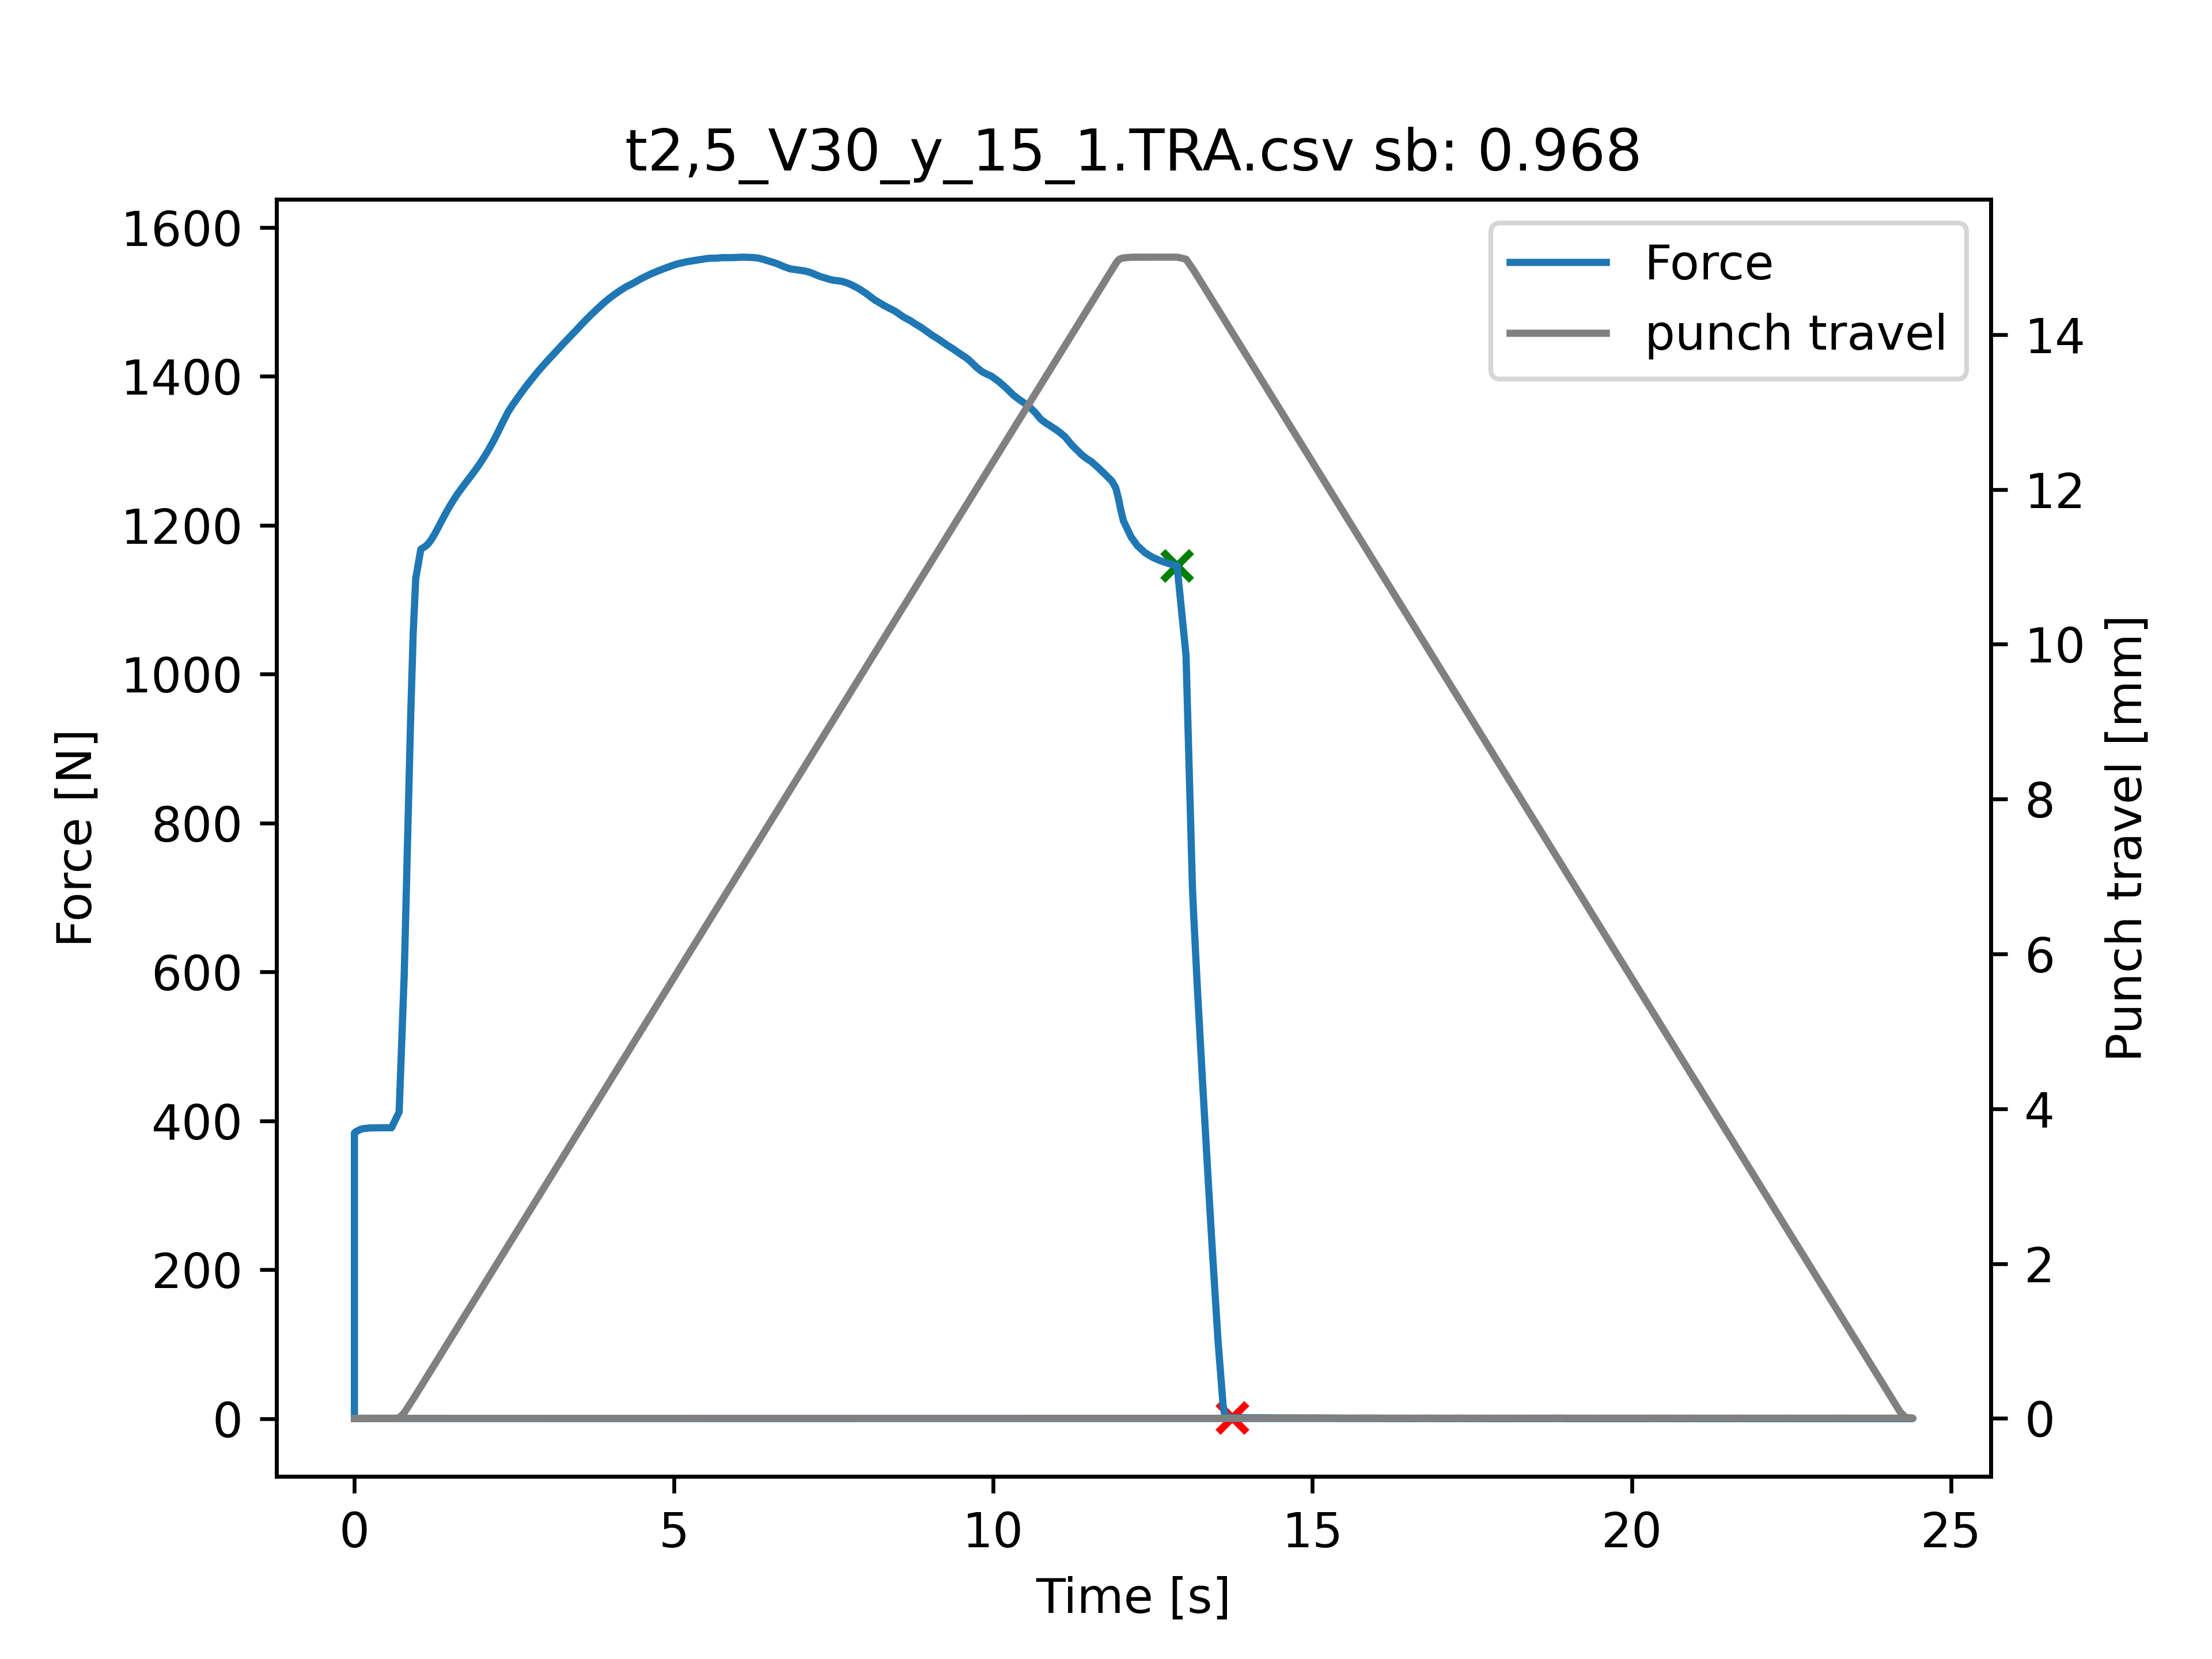 t2,5_V30_y_15_1.TRA.csv sb: 0.968
Force
punch travel
1600
1400
1200
1000
800
600
400
200
0
Force [N]
14
12
10
8
6
4
2
0
Punch travel [mm]
0 5 10 15 20 25
Time [s]